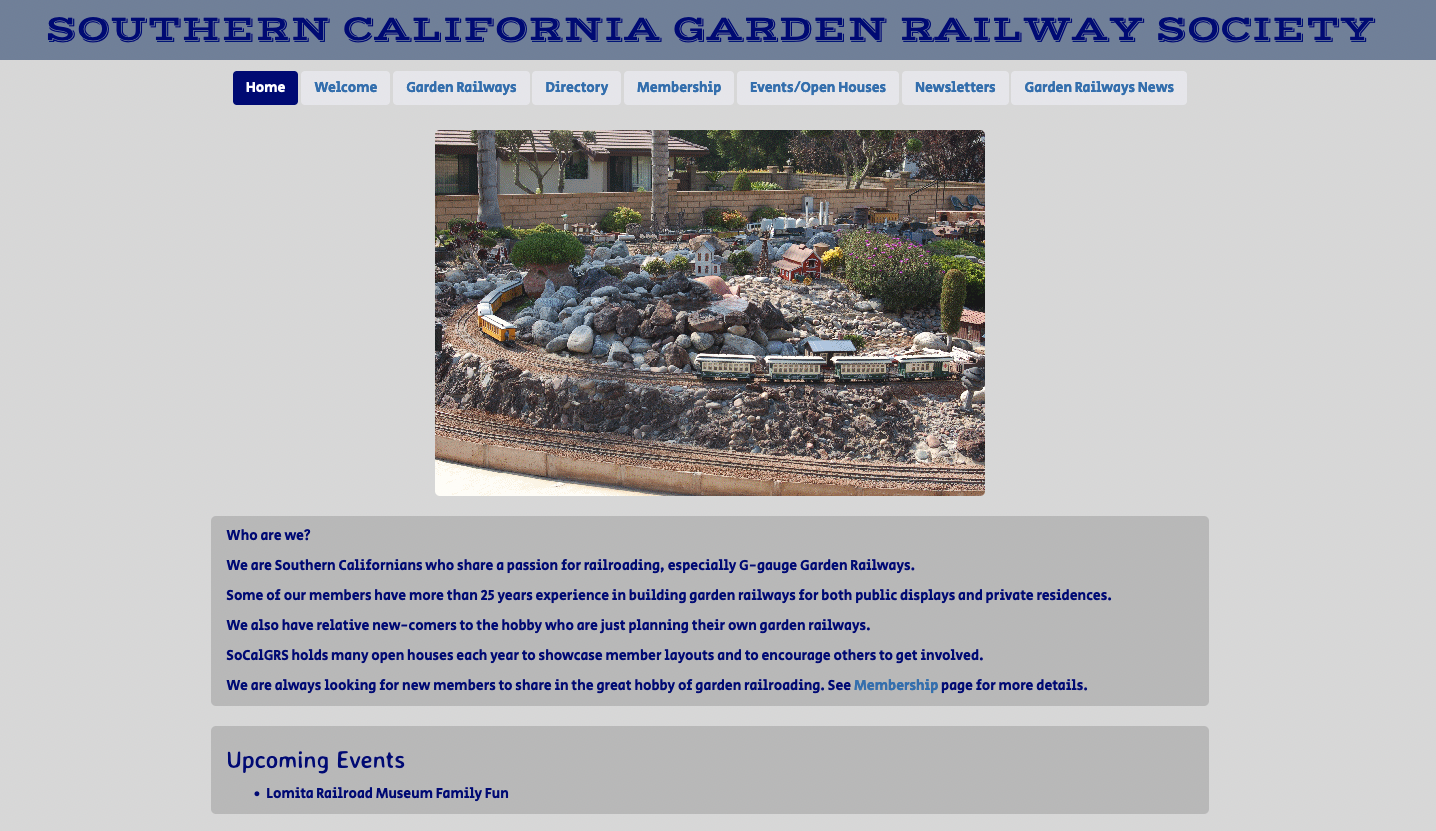 SOUTHERN CALIFORNIA GARDEN RAILWAY SOCIETY
Home Welcome Garden Railways Directory Membership Events/Open Houses Newsletters Garden Railways News
Who are we?
We are Southern Californians who share a passion for railroading, especially G-gauge Garden Railways.
Some of our members have more than 25 years experience in building garden railways for both public displays and private residences.
We also have relative new-comers to the hobby who are just planning their own garden railways.
SoCalGRS holds many open houses each year to showcase member layouts and to encourage others to get involved.
We are always looking for new members to share in the great hobby of garden railroading. See Membership page for more details.
Upcoming Events
• Lomita Railroad Museum Family Fun